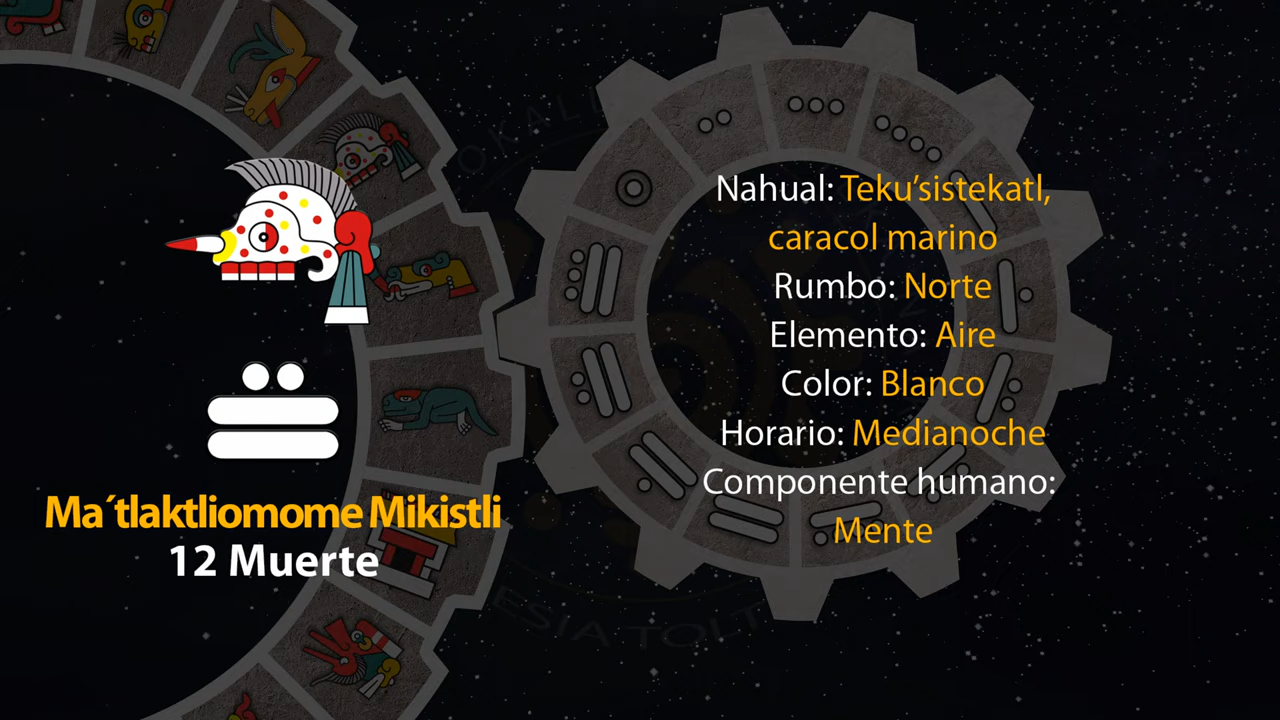 Ma´tlaktliomome Mikistli
12 Muerte
Nahual: Teku’sistekatl,
caracol marino
Rumbo: Norte
Elemento: Aire
Color: Blanco
Horario: Medianoche
Componente humano:
Mente